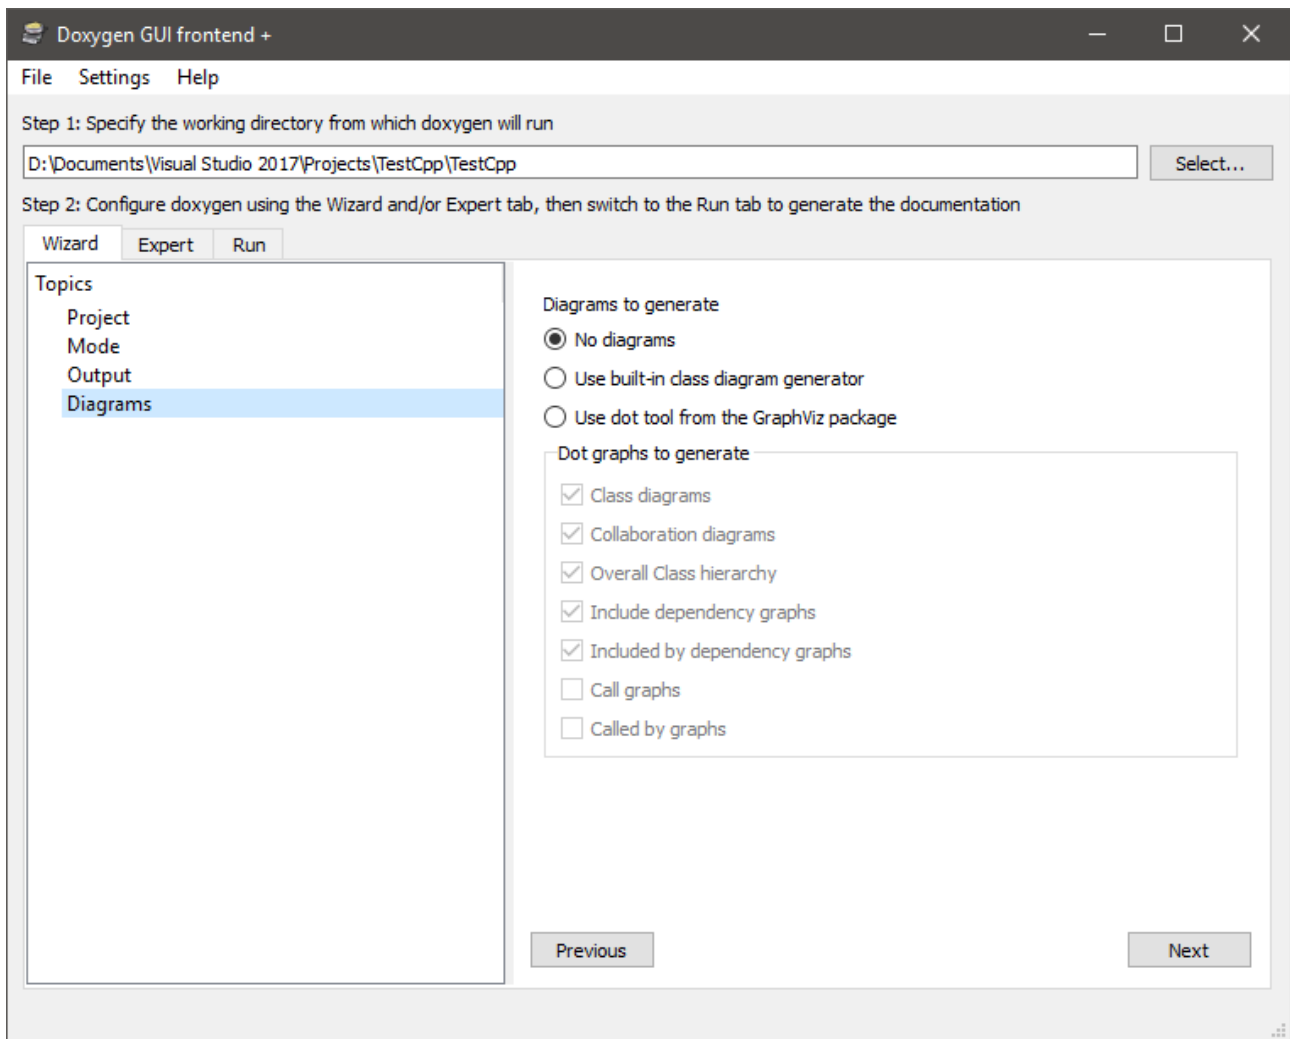 Doxygen GUI frontend +
File Settings Help
Step 1: Specify the working directory from which doxygen will run
D:\Documents\Visual Studio 2017\Projects\TestCpp\TestCpp Select...
Step 2: Configure doxygen using the Wizard and/or Expert tab, then switch to the Run tab to generate the documentation
Wizard Expert Run
Topics
Project
Mode
Output
Diagrams
Diagrams to generate
No diagrams
Use built-in class diagram generator
Use dot tool from the GraphViz package
Dot graphs to generate
Class diagrams
Collaboration diagrams
Overall Class hierarchy
Include dependency graphs
Included by dependency graphs
Call graphs
Called by graphs
Previous Next